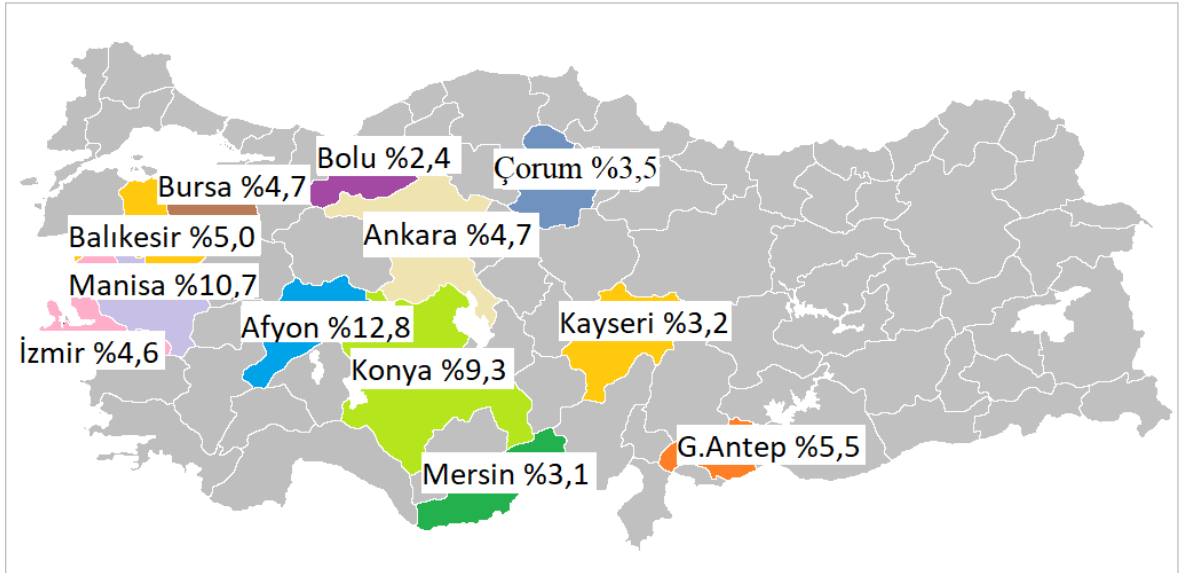 Bolu %2,4
Çorum %3,5
Bursa %4,7
Ankara %4,7
Balıkesir %5,0
Manisa %10,7
Afyon %12,8
Kayseri %3,2
İzmir %4,6
Konya %9,3
G.Antep %5,5
Mersin %3,1